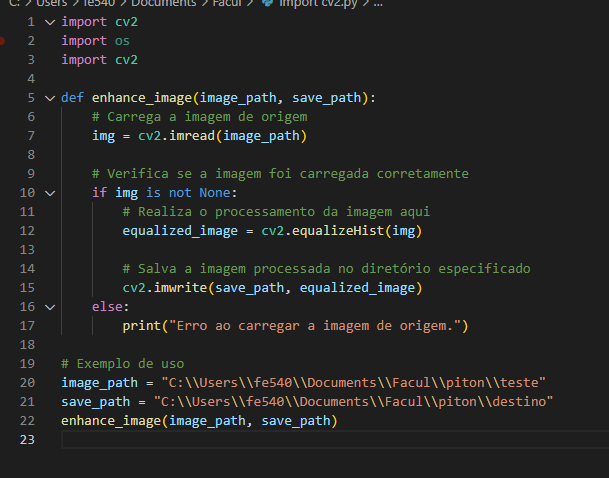 C: > Users > fe540 > Documents > Facul > import cv2.py > ...
1 import cv2
2 import os
3 import cv2
4
5 def enhance_image(image_path, save_path):
6 # Carrega a imagem de origem
7 img = cv2.imread(image_path)
8
9 # Verifica se a imagem foi carregada corretamente
10 if img is not None:
11 # Realiza o processamento da imagem aqui
12 equalized_image = cv2.equalizeHist(img)
13
14 # Salva a imagem processada no diretório especificado
15 cv2.imwrite(save_path, equalized_image)
16 else:
17 print("Erro ao carregar a imagem de origem.")
18
19 # Exemplo de uso
20 image_path = "C:\\Users\\fe540\\Documents\\Facul\\piton\\teste"
21 save_path = "C:\\Users\\fe540\\Documents\\Facul\\piton\\destino"
22 enhance_image(image_path, save_path)
23